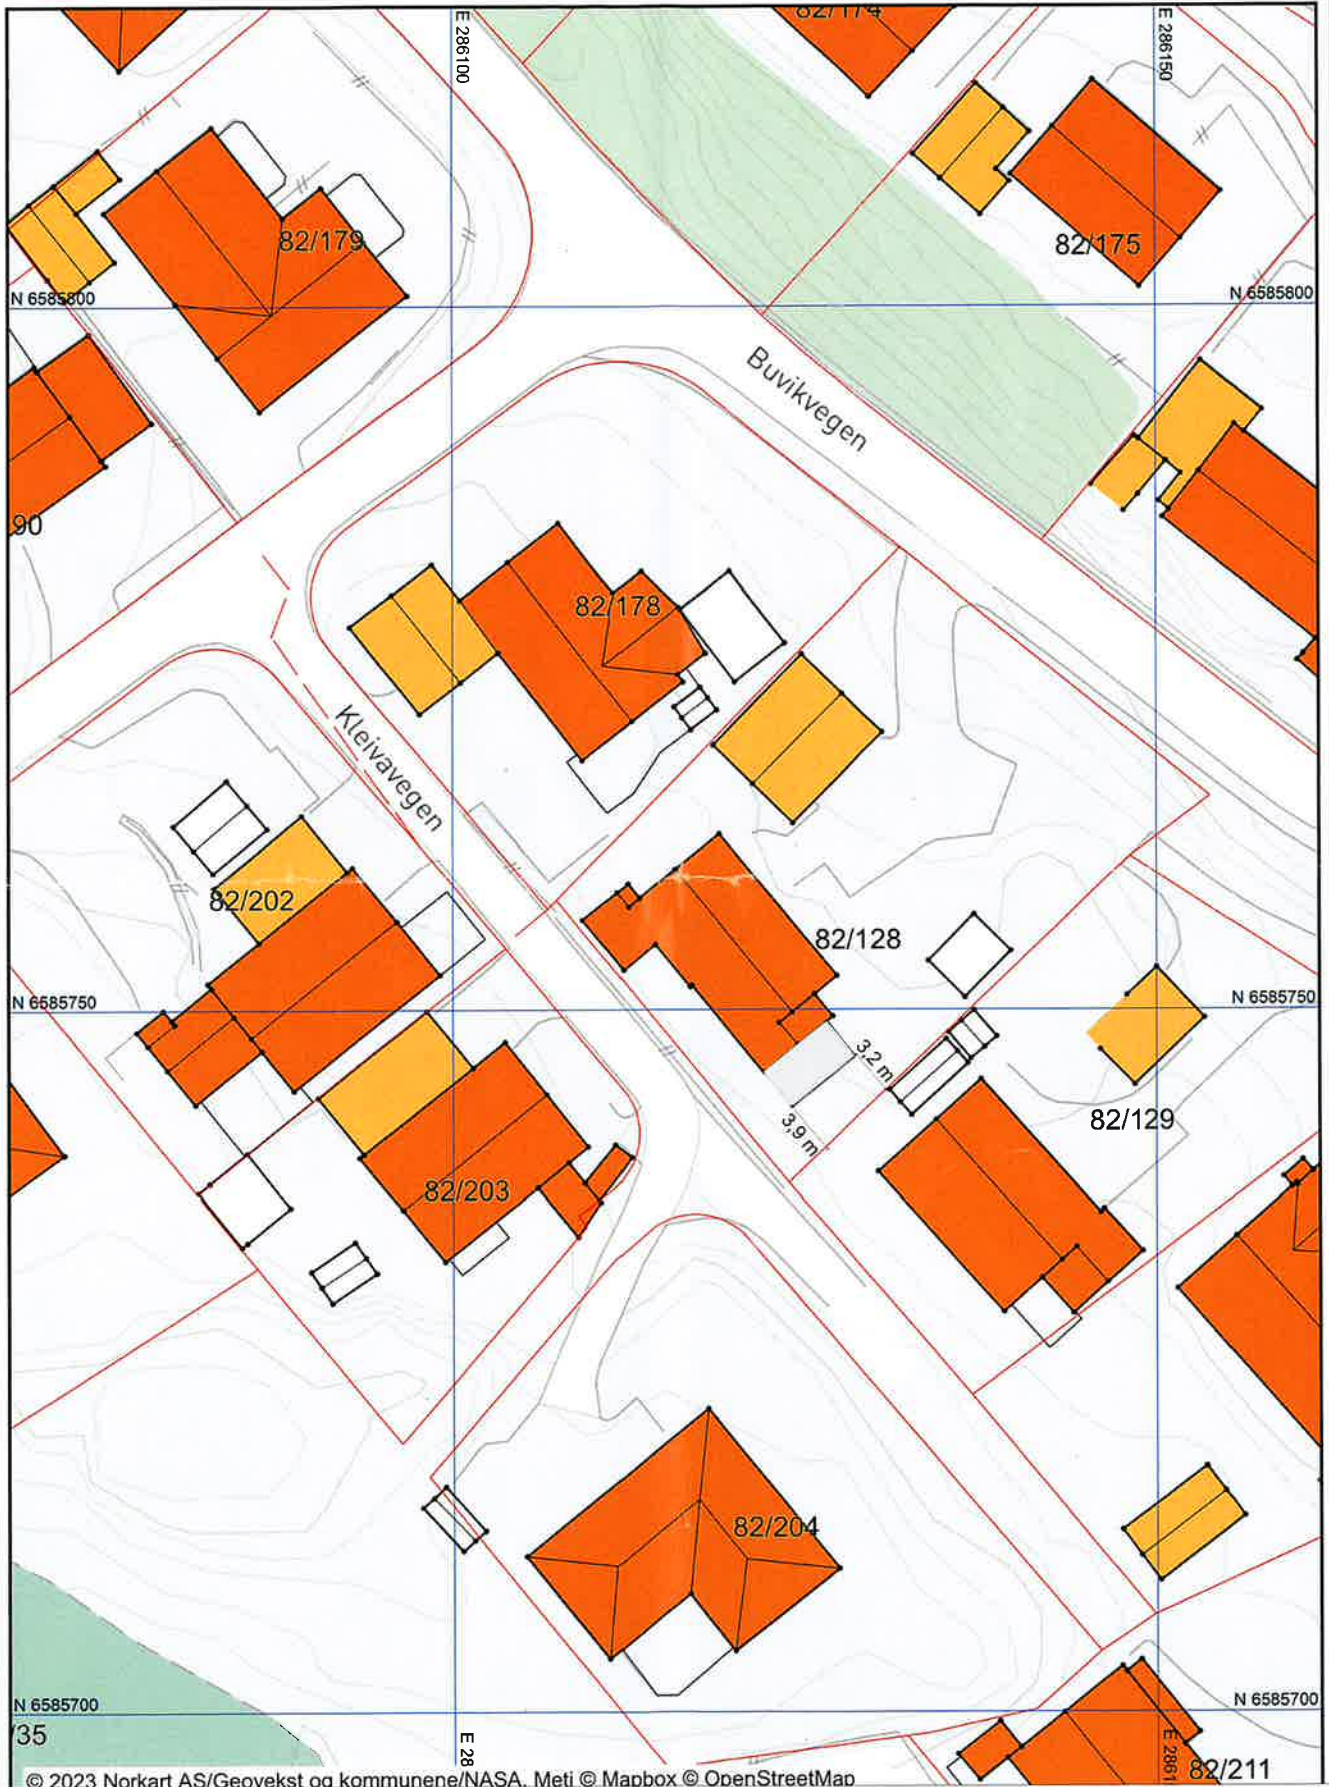 82/174
E 286100
E 286150
82/179
82/175
N 6585800
N 6585800
Buvikvegen
90
82/178
Kleivavegen
82/202
82/128
N 6585750
N 6585750
3,2 m
3,9 m
82/129
82/203
82/204
N 6585700
N 6585700
/35
E 28
E 2861
82/211
© 2023 Norkart AS/Geovekst og kommunene/NASA, Meti © Mapbox © OpenStreetMap